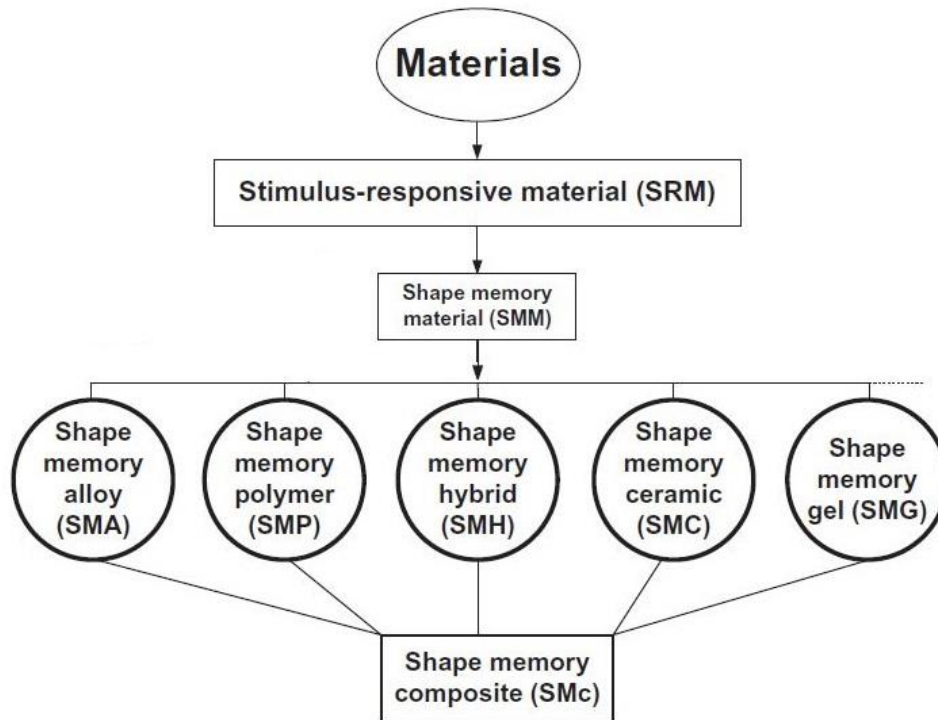 Materials
Stimulus-responsive material (SRM)
Shape memory
material (SMM)
Shape
memory
alloy
(SMA)
Shape
memory
polymer
(SMP)
Shape
memory
hybrid
(SMH)
Shape
memory
ceramic
(SMC)
Shape
memory
gel (SMG)
Shape memory
composite (SMc)